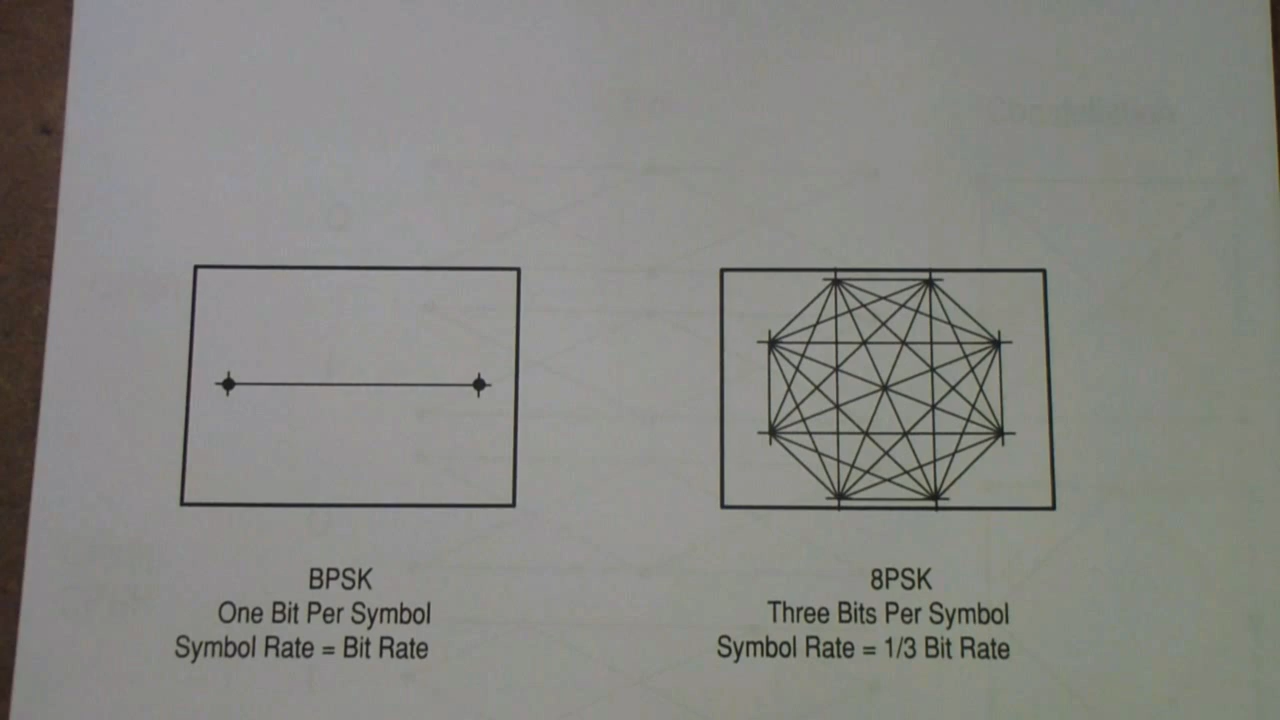 BPSK
One Bit Per Symbol
Symbol Rate = Bit Rate
8PSK
Three Bits Per Symbol
Symbol Rate = 1/3 Bit Rate